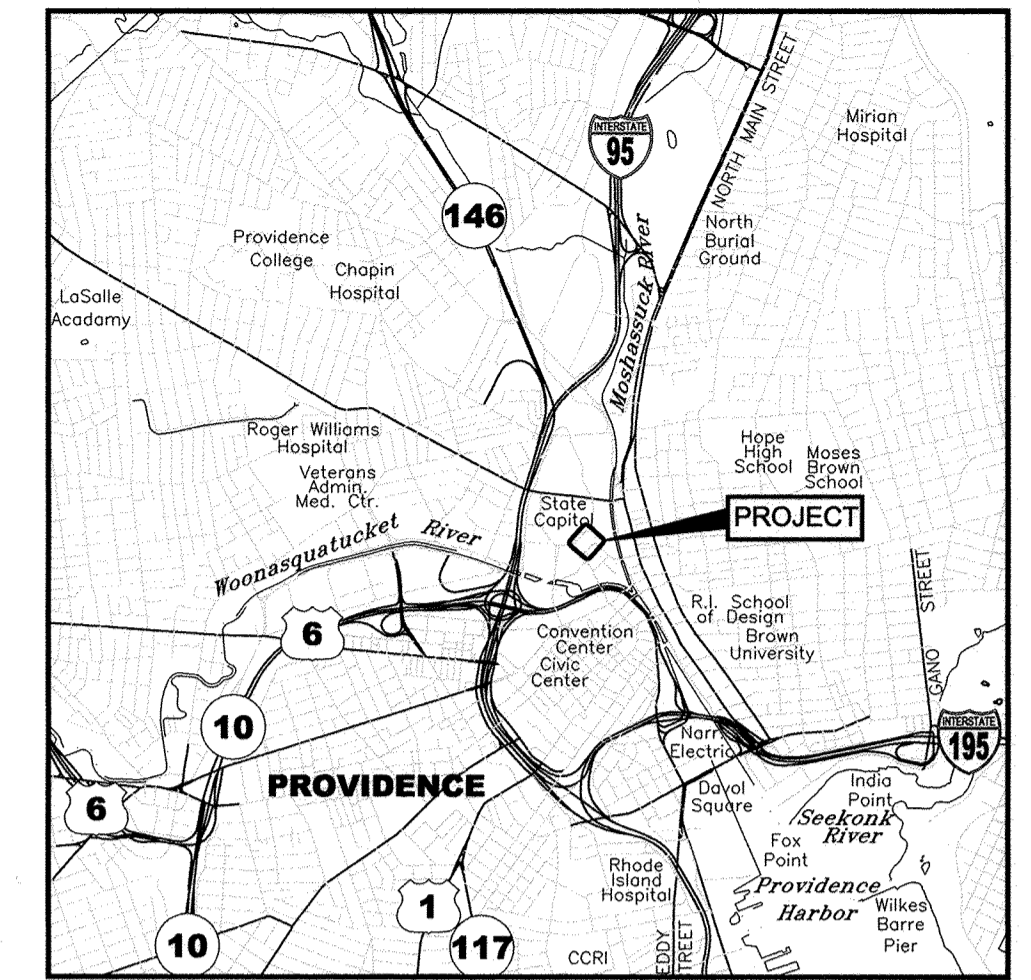 NORTH MAIN STREET
Mirian
Hospital
INTERSTATE
95
146
North
Burial
Ground
Moshassuck River
Providence
College
Chapin
Hospital
LaSalle
Acadamy
Roger Williams
Hospital
Veterans
Admin.
Med. Ctr.
Hope
High
School
Moses
Brown
School
State
Capitol
PROJECT
Woonasquatucket River
6
R.I. School
of Design
Brown
University
GANO STREET
Convention
Center
Civic
Center
10
INTERSTATE
195
Narr.
Electric
PROVIDENCE
6
Davol
Square
India
Point
Seekonk
River
Fox
Point
Rhode
Island
Hospital
Providence
Harbor
Wilkes
Barre
Pier
1
117
10
CCRI
EDDY
STREET